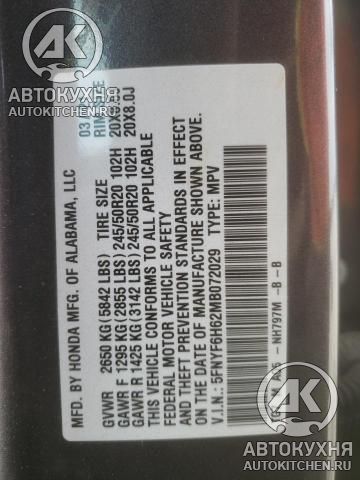 АВТОКУХНЯ
AUTOKITCHEN.RU
MFD. BY HONDA MFG. OF ALABAMA, LLC 03
GVWR 2650 KG(5842 LBS) TIRE SIZE RIM
GAWR F 1295 KG(2855 LBS) 245/50R20 102H 20X8.0J
GAWR R 1425 KG(3142 LBS) 245/50R20 102H 20X8.0J
THIS VEHICLE CONFORMS TO ALL APPLICABLE
FEDERAL MOTOR VEHICLE SAFETY
AND THEFT PREVENTION STANDARDS IN EFFECT
ON THE DATE OF MANUFACTURE SHOWN ABOVE.
V.I.N.: 5FNYF6H62MB072029 TYPE: MPV
NH797M -B -B
АВТОКУХНЯ
AUTOKITCHEN.RU